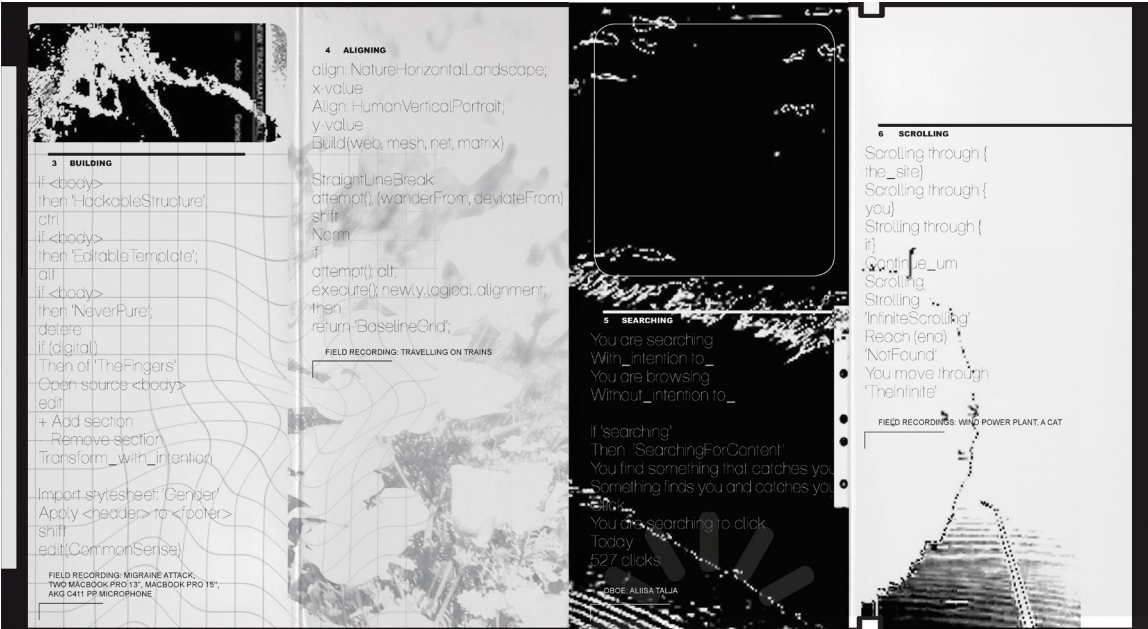 3 BUILDING
if <body>
then 'HackableStructure';
ctrl
if <body>
then 'EditableTemplate';
alt
if <body>
then 'NeverPure';
delete
if (digital)
Then of 'TheFingers'
Open source <body>
edit
+ Add section
- Remove section
Transform_with_intention
Import stylesheet: 'Gender'
Apply <header> to <footer>
shift
edit(CommonSense)
FIELD RECORDING: MIGRAINE ATTACK,
TWO MACBOOK PRO 13", MACBOOK PRO 15",
AKG C411 PP MICROPHONE
4 ALIGNING
align: NatureHorizontalLandscape;
x-value
Align: HumanVerticalPortrait;
y-value
Build(web, mesh, net, matrix)
StraightLineBreak
attempt(); (wanderFrom, deviateFrom)
shift
Norm
if
attempt(); alt;
execute(); newly.logical.alignment;
then
return 'BaselineGrid';
FIELD RECORDING: TRAVELLING ON TRAINS
5 SEARCHING
You are searching
With_intention to_
You are browsing
Without_intention to_
If 'searching'
Then 'SearchingForContent'
You find something that catches you
Something finds you and catches you
Click
You are searching to click
Today
527 clicks
OBOE: ALIISA TALJA
6 SCROLLING
Scrolling through {
the_site}
Scrolling through {
you}
Strolling through {
it}
Continue_um
Scrolling
Strolling
'InfiniteScrolling'
Reach (end)
'NotFound'
You move through
'TheInfinite'
FIELD RECORDINGS: WIND POWER PLANT, A CAT